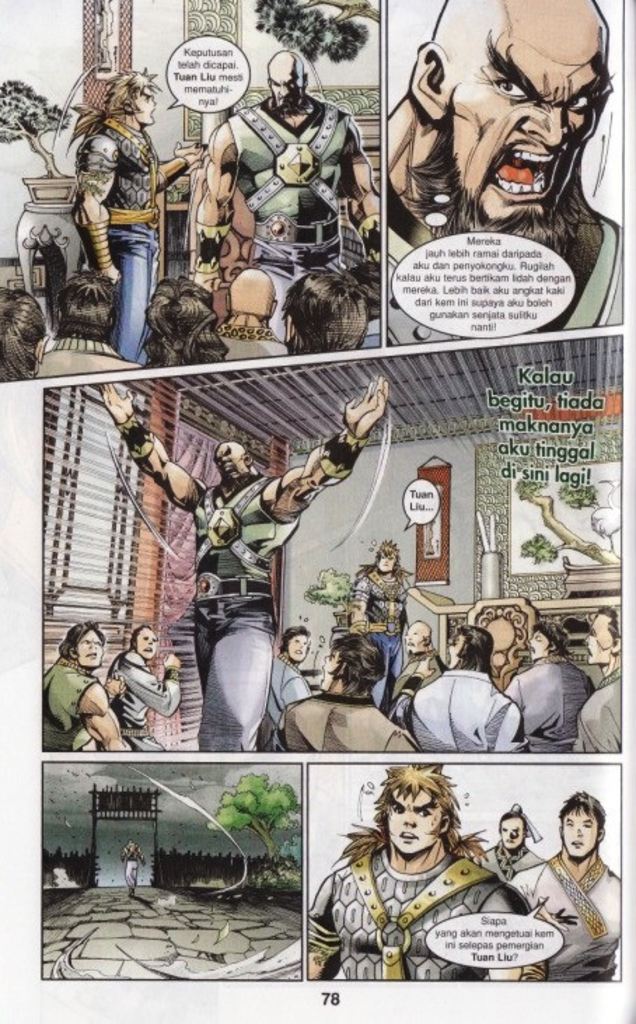 Keputusan
telah dicapai.
Tuan Liu mesti
mematuhi-
nya!
Mereka
jauh lebih ramai daripada
aku dan penyokongku. Rugilah
kalau aku terus bertikam lidah dengan
mereka. Lebih baik aku angkat kaki
dari kem ini supaya aku boleh
gunakan senjata sulitku
nanti!
Kalau
begitu, tiada
maknanya
aku tinggal
di sini lagi!
Tuan
Liu...
Siapa
yang akan mengetuai kem
ini selepas pemergian
Tuan Liu?
78